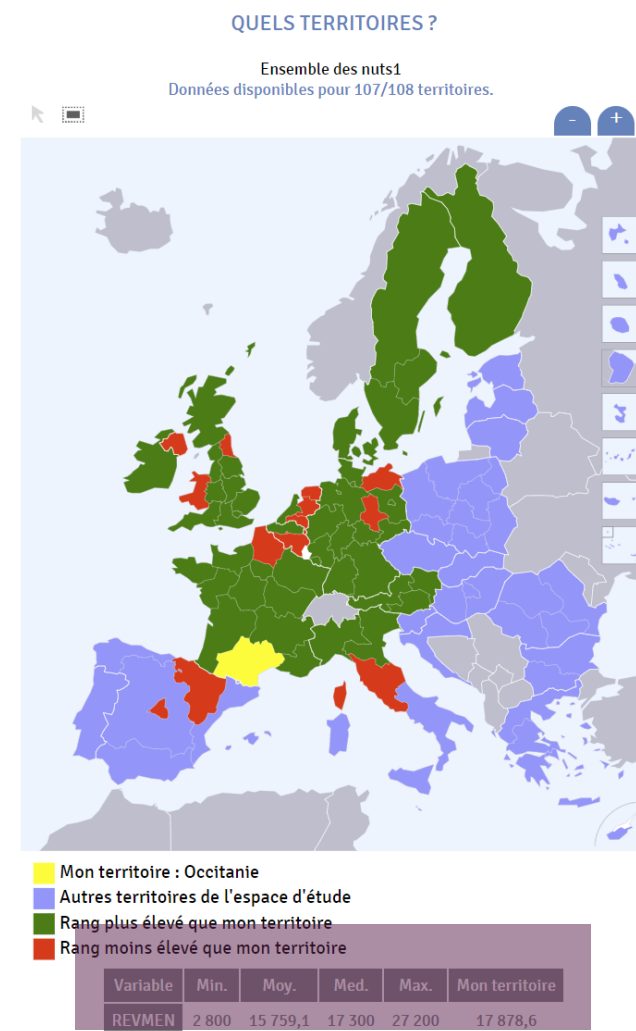 QUELS TERRITOIRES ?
Ensemble des nuts1
Données disponibles pour 107/108 territoires.
- +
Mon territoire : Occitanie
Autres territoires de l'espace d'étude
Rang plus élevé que mon territoire
Rang moins élevé que mon territoire
Variable Min. Moy. Med. Max. Mon territoire
REVMEN 2 800 15 759,1 17 300 27 200 17 878,6